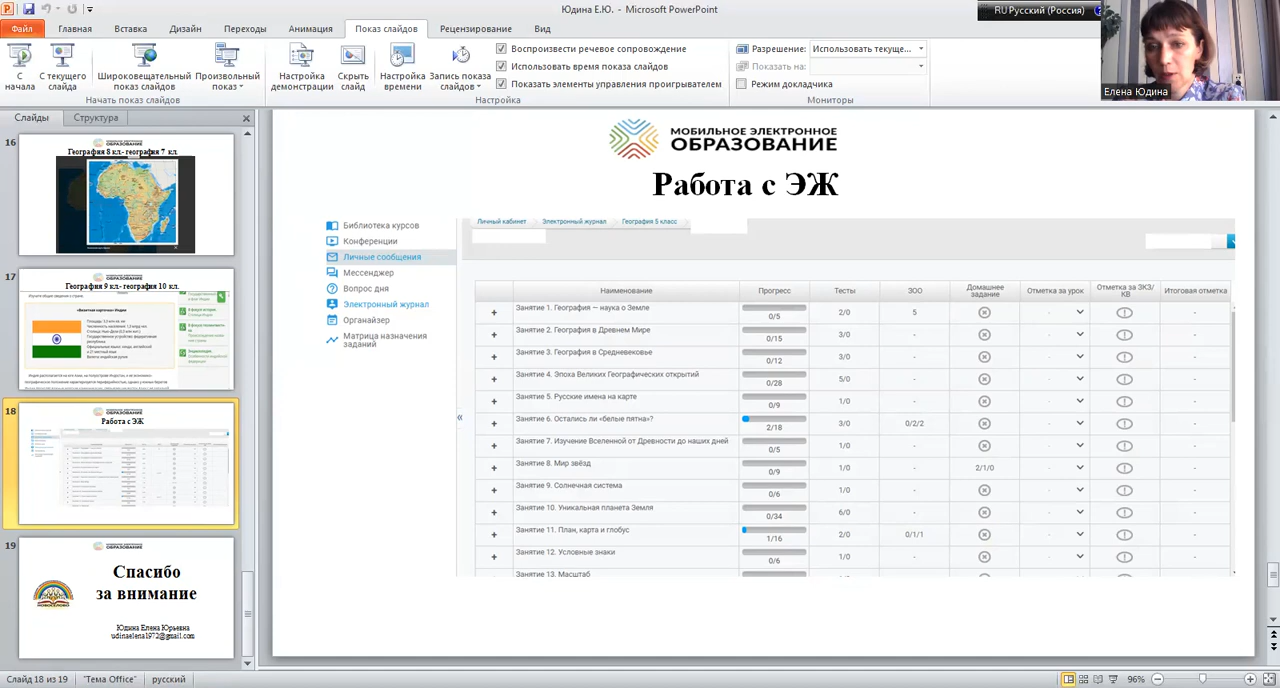 Юдина Е.Ю. - Microsoft PowerPoint
RU Русский (Россия)
Файл Главная Вставка Дизайн Переходы Анимация Показ слайдов Рецензирование Вид
С начала
С текущего слайда
Широковещательный показ слайдов
Произвольный показ
Начать показ слайдов
Настройка демонстрации
Скрыть слайд
Настройка времени
Запись показа слайдов
Воспроизвести речевое сопровождение
Использовать время показа слайдов
Показать элементы управления проигрывателем
Настройка
Разрешение: Использовать текуще...
Показать на:
Режим докладчика
Мониторы
Елена Юдина
Слайды Структура
16
География 8 кл.- география 7 кл.
17
География 9 кл.- география 10 кл.
18
Работа с ЭЖ
19
Спасибо
за внимание
Юдина Елена Юрьевна
udinaelena1972@gmail.com
МОБИЛЬНОЕ ЭЛЕКТРОННОЕ
ОБРАЗОВАНИЕ
Работа с ЭЖ
Библиотека курсов
Конференции
Личные сообщения
Мессенджер
Вопрос дня
Электронный журнал
Органайзер
Матрица назначения
заданий
Личный кабинет Электронный журнал География 5 класс
Наименование Прогресс Тесты ЗОО Домашнее задание Отметка за урок Отметка за ЗКЗ/КВ Итоговая отметка
+ Занятие 1. География — наука о Земле 0/5 2/0 5 - -
+ Занятие 2. География в Древнем Мире 0/15 3/0 - - -
+ Занятие 3. География в Средневековье 0/12 3/0 - - -
+ Занятие 4. Эпоха Великих Географических открытий 0/28 5/0 - - -
+ Занятие 5. Русские имена на карте 0/9 1/0 - - -
+ Занятие 6. Остались ли «белые пятна»? 2/18 3/0 0/2/2 - -
+ Занятие 7. Изучение Вселенной от Древности до наших дней 0/5 1/0 - - -
+ Занятие 8. Мир звёзд 0/9 1/0 - 2/1/0 - -
+ Занятие 9. Солнечная система 0/6 1/0 - - -
+ Занятие 10. Уникальная планета Земля 0/34 6/0 - - -
+ Занятие 11. План, карта и глобус 1/16 2/0 0/1/1 - -
+ Занятие 12. Условные знаки 0/6 1/0 - - -
Занятие 13. Масштаб
Слайд 18 из 19 "Тема Office" русский 96%